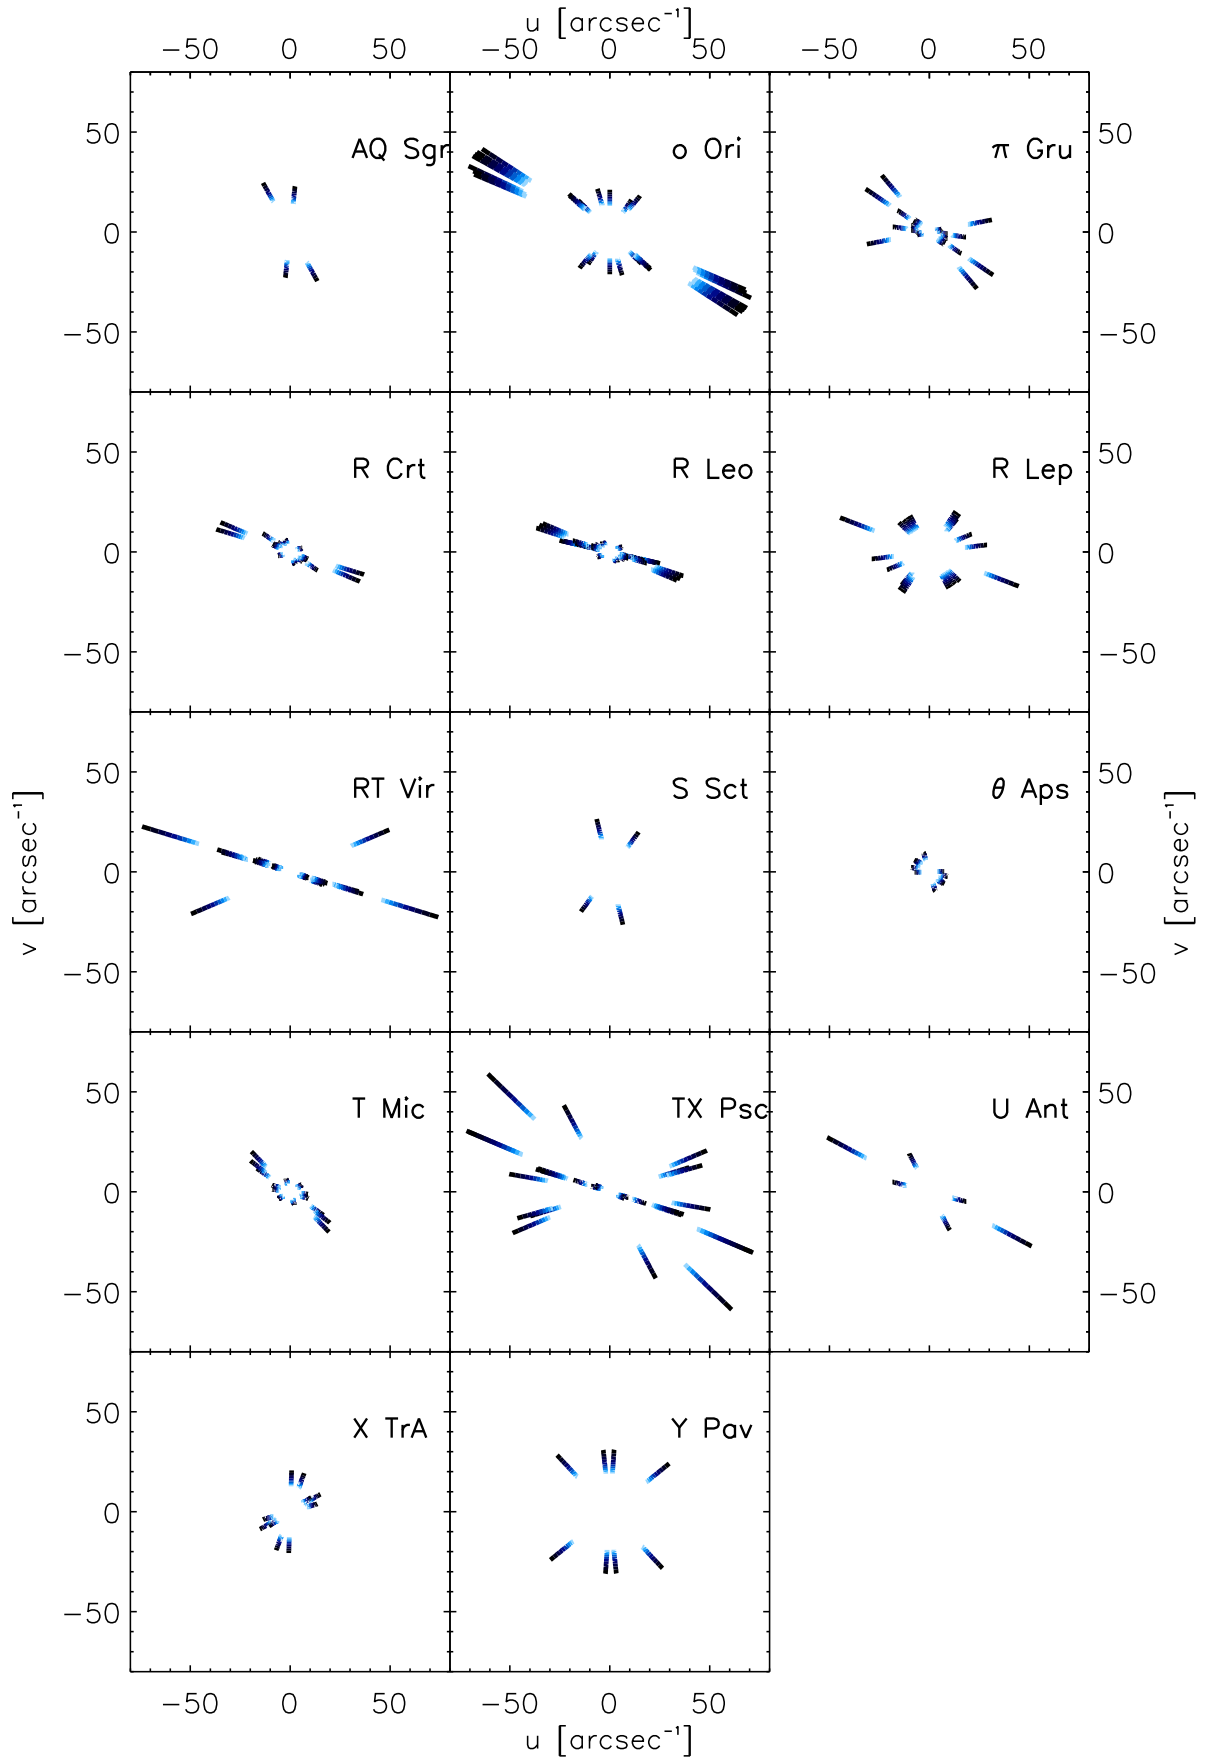 u [arcsec⁻¹]
−50 0 50 −50 0 50 −50 0 50
50 AQ Sgr o Ori π Gru 50
0 0
−50 −50
50 R Crt R Leo R Lep 50
0 0
−50 −50
50 RT Vir S Sct θ Aps 50
0 0
−50 −50
v [arcsec⁻¹] v [arcsec⁻¹]
50 T Mic TX Psc U Ant 50
0 0
−50 −50
50 X TrA Y Pav
0
−50
−50 0 50 −50 0 50
u [arcsec⁻¹]